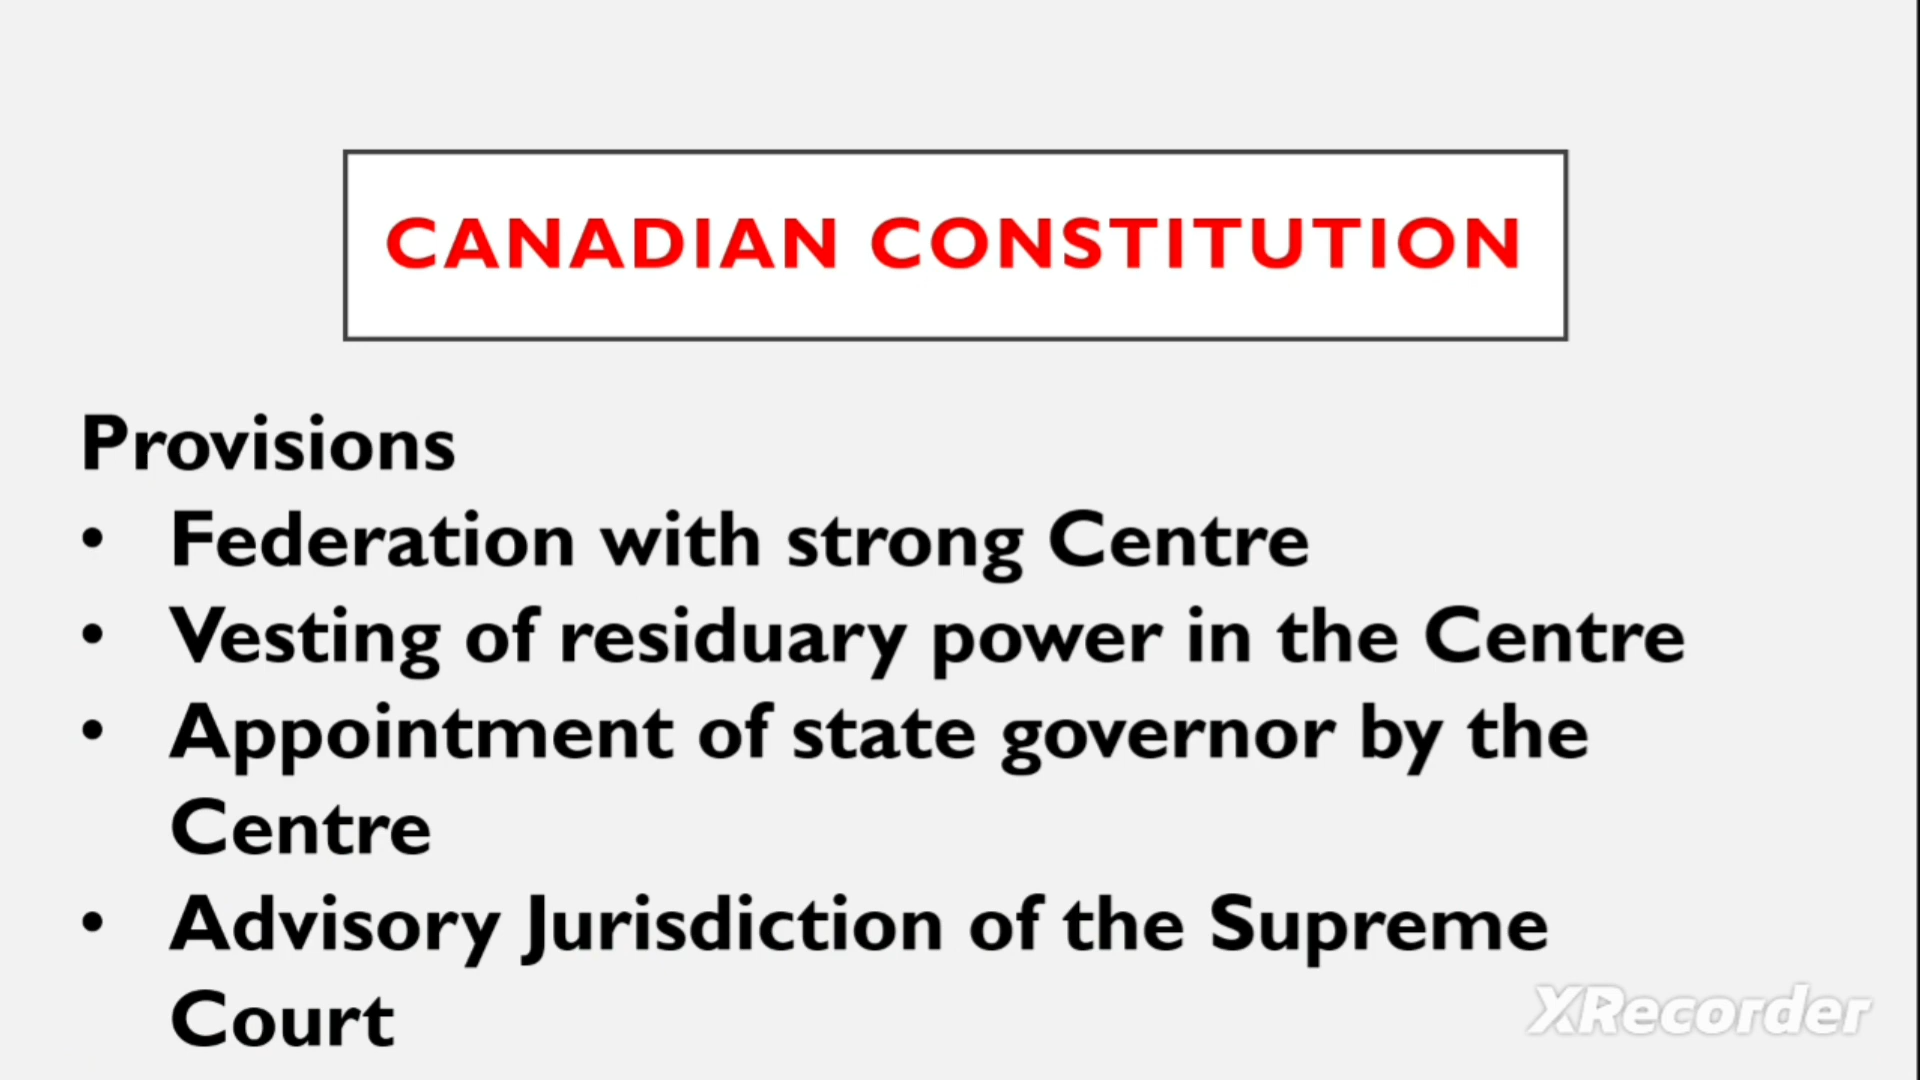 CANADIAN CONSTITUTION
Provisions
• Federation with strong Centre
• Vesting of residuary power in the Centre
• Appointment of state governor by the
Centre
• Advisory Jurisdiction of the Supreme
Court
XRecorder